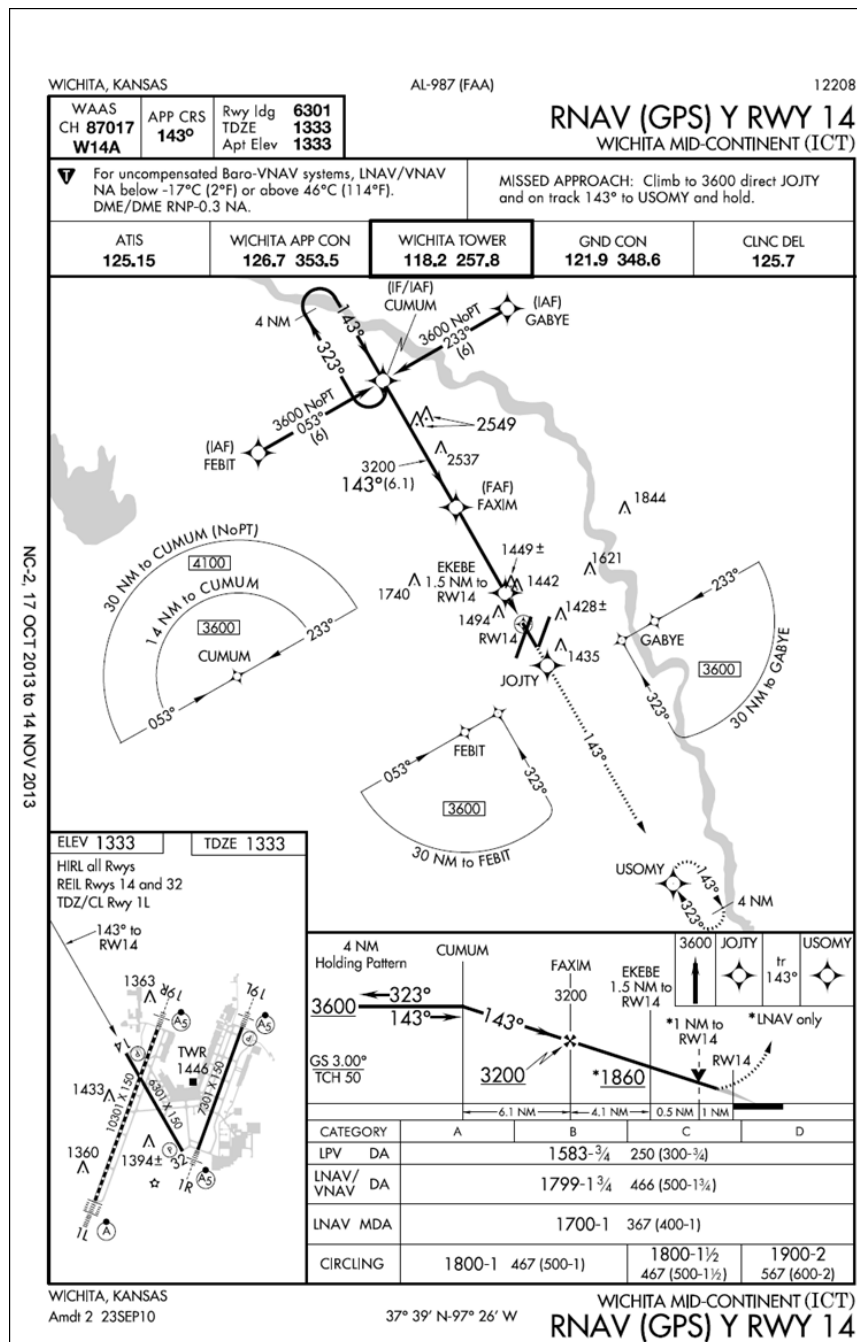 WICHITA, KANSAS
AL-987 (FAA)
12208
WAAS
CH 87017
W14A
APP CRS
143°
Rwy ldg 6301
TDZE 1333
Apt Elev 1333
RNAV (GPS) Y RWY 14
WICHITA MID-CONTINENT (ICT)
T
For uncompensated Baro-VNAV systems, LNAV/VNAV
NA below -17°C (2°F) or above 46°C (114°F).
DME/DME RNP-0.3 NA.
MISSED APPROACH: Climb to 3600 direct JOJTY
and on track 143° to USOMY and hold.
ATIS
125.15
WICHITA APP CON
126.7 353.5
WICHITA TOWER
118.2 257.8
GND CON
121.9 348.6
CLNC DEL
125.7
(IF/IAF)
CUMUM
4 NM
143°
323°
3600 NoPT
233°
(6)
(IAF)
GABYE
3600 NoPT
053°
(6)
(IAF)
FEBIT
2549
2537
3200
143°(6.1)
(FAF)
FAXIM
1844
1449±
EKEBE
1.5 NM to
RW14
1442
1621
1740
1494
1428±
RW14
1435
JOJTY
30 NM to CUMUM (NoPT)
4100
14 NM to CUMUM
3600
CUMUM
233°
053°
233°
GABYE
3600
323°
30 NM to GABYE
053°
FEBIT
323°
3600
30 NM to FEBIT
143°
USOMY
143°
323°
4 NM
NC-2, 17 OCT 2013 to 14 NOV 2013
ELEV 1333
TDZE 1333
HIRL all Rwys
REIL Rwys 14 and 32
TDZ/CL Rwy 1L
143° to
RW14
1363
19R
A5
19L
A5
14
TWR
1446
1433
10301 X 150
6301 X 150
7301 X 150
1360
1394±
32
1R
A5
1L
A
4 NM
Holding Pattern
CUMUM
FAXIM
3200
EKEBE
1.5 NM to
RW14
3600
JOJTY
tr
143°
USOMY
3600
323°
143°
143°
*1 NM to
RW14
*LNAV only
RW14
GS 3.00°
TCH 50
3200
*1860
6.1 NM
4.1 NM
0.5 NM
1 NM
CATEGORY
A
B
C
D
LPV DA
1583-¾ 250 (300-¾)
LNAV/
VNAV DA
1799-1¾ 466 (500-1¾)
LNAV MDA
1700-1 367 (400-1)
CIRCLING
1800-1 467 (500-1)
1800-1½
467 (500-1½)
1900-2
567 (600-2)
WICHITA, KANSAS
Amdt 2 23SEP10
37° 39' N-97° 26' W
WICHITA MID-CONTINENT (ICT)
RNAV (GPS) Y RWY 14